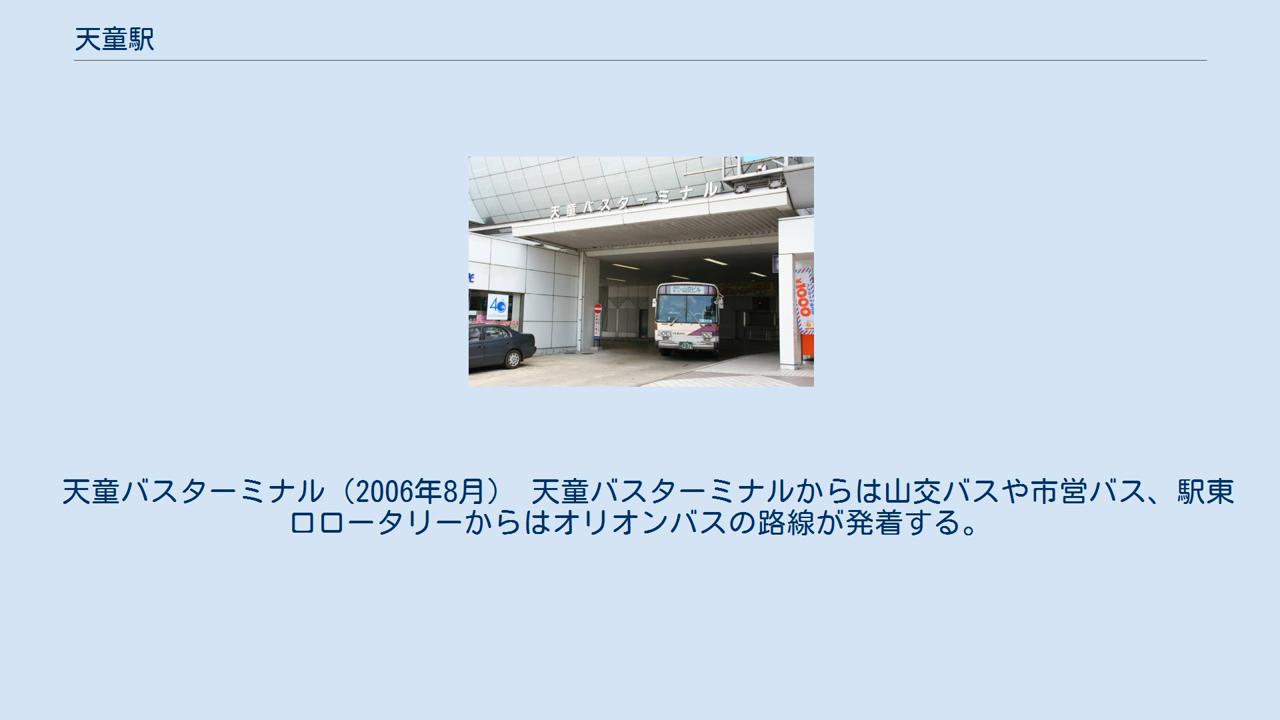 天童駅
天童バスターミナル
40
天童バスターミナル（2006年8月） 天童バスターミナルからは山交バスや市営バス、駅東
口ロータリーからはオリオンバスの路線が発着する。